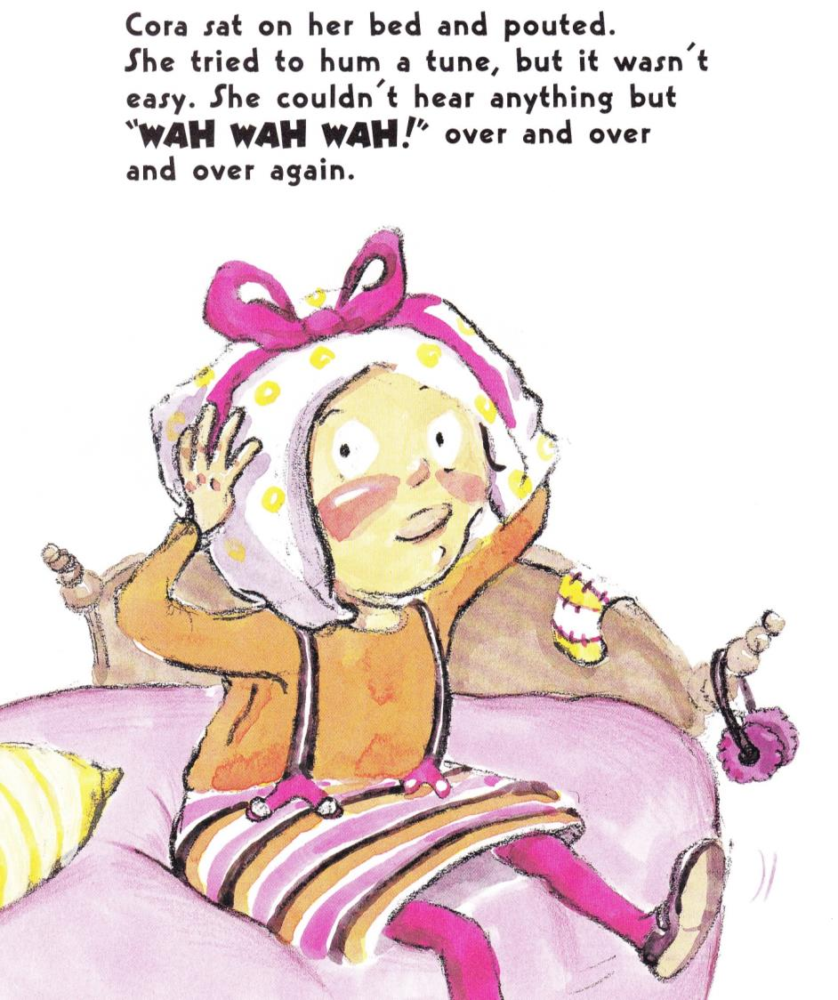 Cora sat on her bed and pouted.
She tried to hum a tune, but it wasn't
easy. She couldn't hear anything but
"WAH WAH WAH!" over and over
and over again.